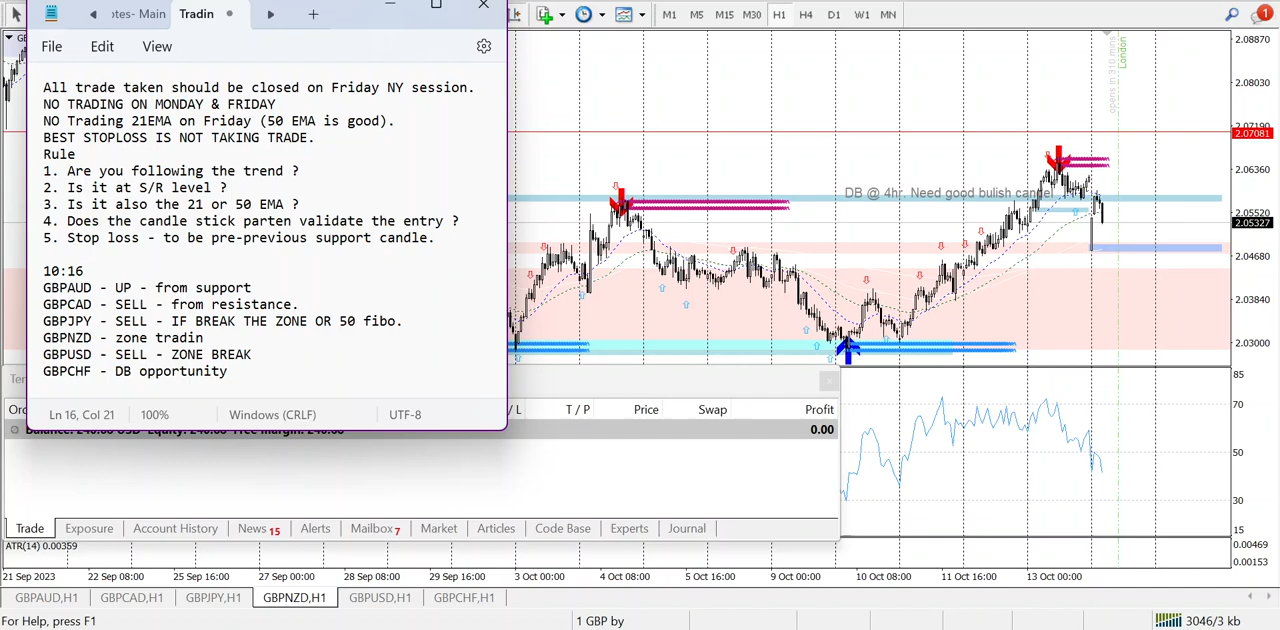 otes- Main
Tradin
File
Edit
View
All trade taken should be closed on Friday NY session.
NO TRADING ON MONDAY & FRIDAY
NO Trading 21EMA on Friday (50 EMA is good).
BEST STOPLOSS IS NOT TAKING TRADE.
Rule
1. Are you following the trend ?
2. Is it at S/R level ?
3. Is it also the 21 or 50 EMA ?
4. Does the candle stick parten validate the entry ?
5. Stop loss - to be pre-previous support candle.
10:16
GBPAUD - UP - from support
GBPCAD - SELL - from resistance.
GBPJPY - SELL - IF BREAK THE ZONE OR 50 fibo.
GBPNZD - zone tradin
GBPUSD - SELL - ZONE BREAK
GBPCHF - DB opportunity
Ln 16, Col 21
100%
Windows (CRLF)
UTF-8
M1 M5 M15 M30 H1 H4 D1 W1 MN
1
opens in 310 mins
London
DB @ 4hr. Need good bulish candel
2.08870
2.08030
2.07190
2.07081
2.06360
2.05520
2.05327
2.04680
2.03840
2.03000
85
70
50
30
15
0.00469
0.00153
/ L
T / P
Price
Swap
Profit
0.00
Trade
Exposure
Account History
News 15
Alerts
Mailbox 7
Market
Articles
Code Base
Experts
Journal
ATR(14) 0.00359
21 Sep 2023
22 Sep 08:00
25 Sep 16:00
27 Sep 00:00
28 Sep 08:00
29 Sep 16:00
3 Oct 00:00
4 Oct 08:00
5 Oct 16:00
9 Oct 00:00
10 Oct 08:00
11 Oct 16:00
13 Oct 00:00
GBPAUD,H1
GBPCAD,H1
GBPJPY,H1
GBPNZD,H1
GBPUSD,H1
GBPCHF,H1
For Help, press F1
1 GBP by
3046/3 kb